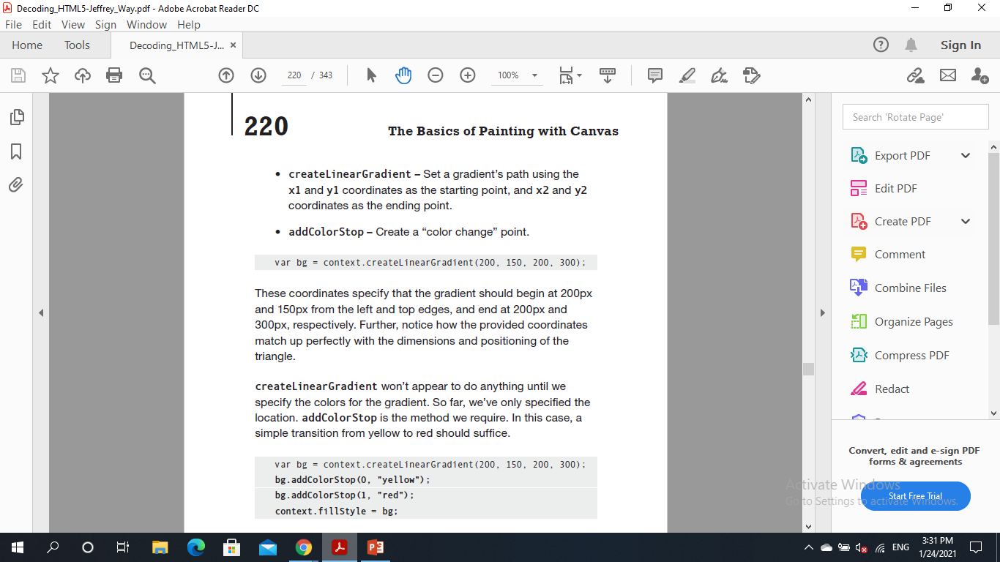 Decoding_HTML5-Jeffrey_Way.pdf - Adobe Acrobat Reader DC
File Edit View Sign Window Help
Home Tools Decoding_HTML5-J... × Sign In
220 / 343 100%
220
The Basics of Painting with Canvas
• createLinearGradient – Set a gradient’s path using the
x1 and y1 coordinates as the starting point, and x2 and y2
coordinates as the ending point.
• addColorStop – Create a “color change” point.
var bg = context.createLinearGradient(200, 150, 200, 300);
These coordinates specify that the gradient should begin at 200px
and 150px from the left and top edges, and end at 200px and
300px, respectively. Further, notice how the provided coordinates
match up perfectly with the dimensions and positioning of the
triangle.
createLinearGradient won’t appear to do anything until we
specify the colors for the gradient. So far, we’ve only specified the
location. addColorStop is the method we require. In this case, a
simple transition from yellow to red should suffice.
var bg = context.createLinearGradient(200, 150, 200, 300);
bg.addColorStop(0, "yellow");
bg.addColorStop(1, "red");
context.fillStyle = bg;
Search 'Rotate Page'
Export PDF
Edit PDF
Create PDF
Comment
Combine Files
Organize Pages
Compress PDF
Redact
Convert, edit and e-sign PDF
forms & agreements
Activate Windows
Go to Settings to activate Windows.
Start Free Trial
ENG
3:31 PM
1/24/2021